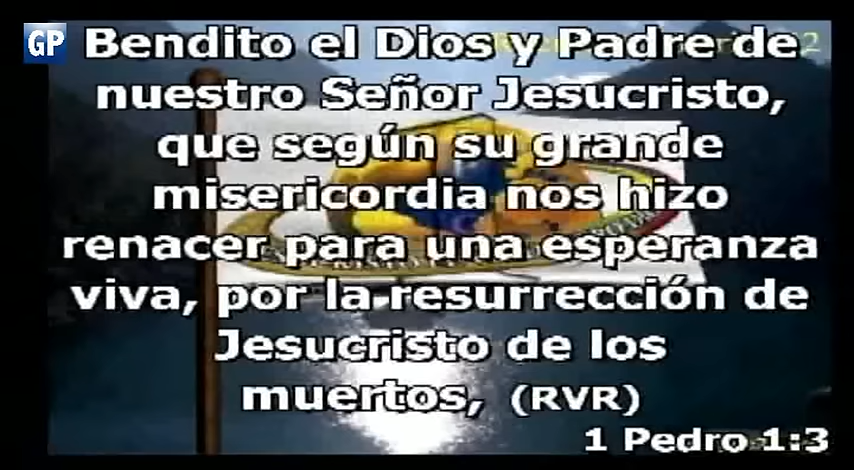 GP
Bendito el Dios y Padre de
nuestro Señor Jesucristo,
que según su grande
misericordia nos hizo
renacer para una esperanza
viva, por la resurrección de
Jesucristo de los
muertos, (RVR)
1 Pedro 1:3